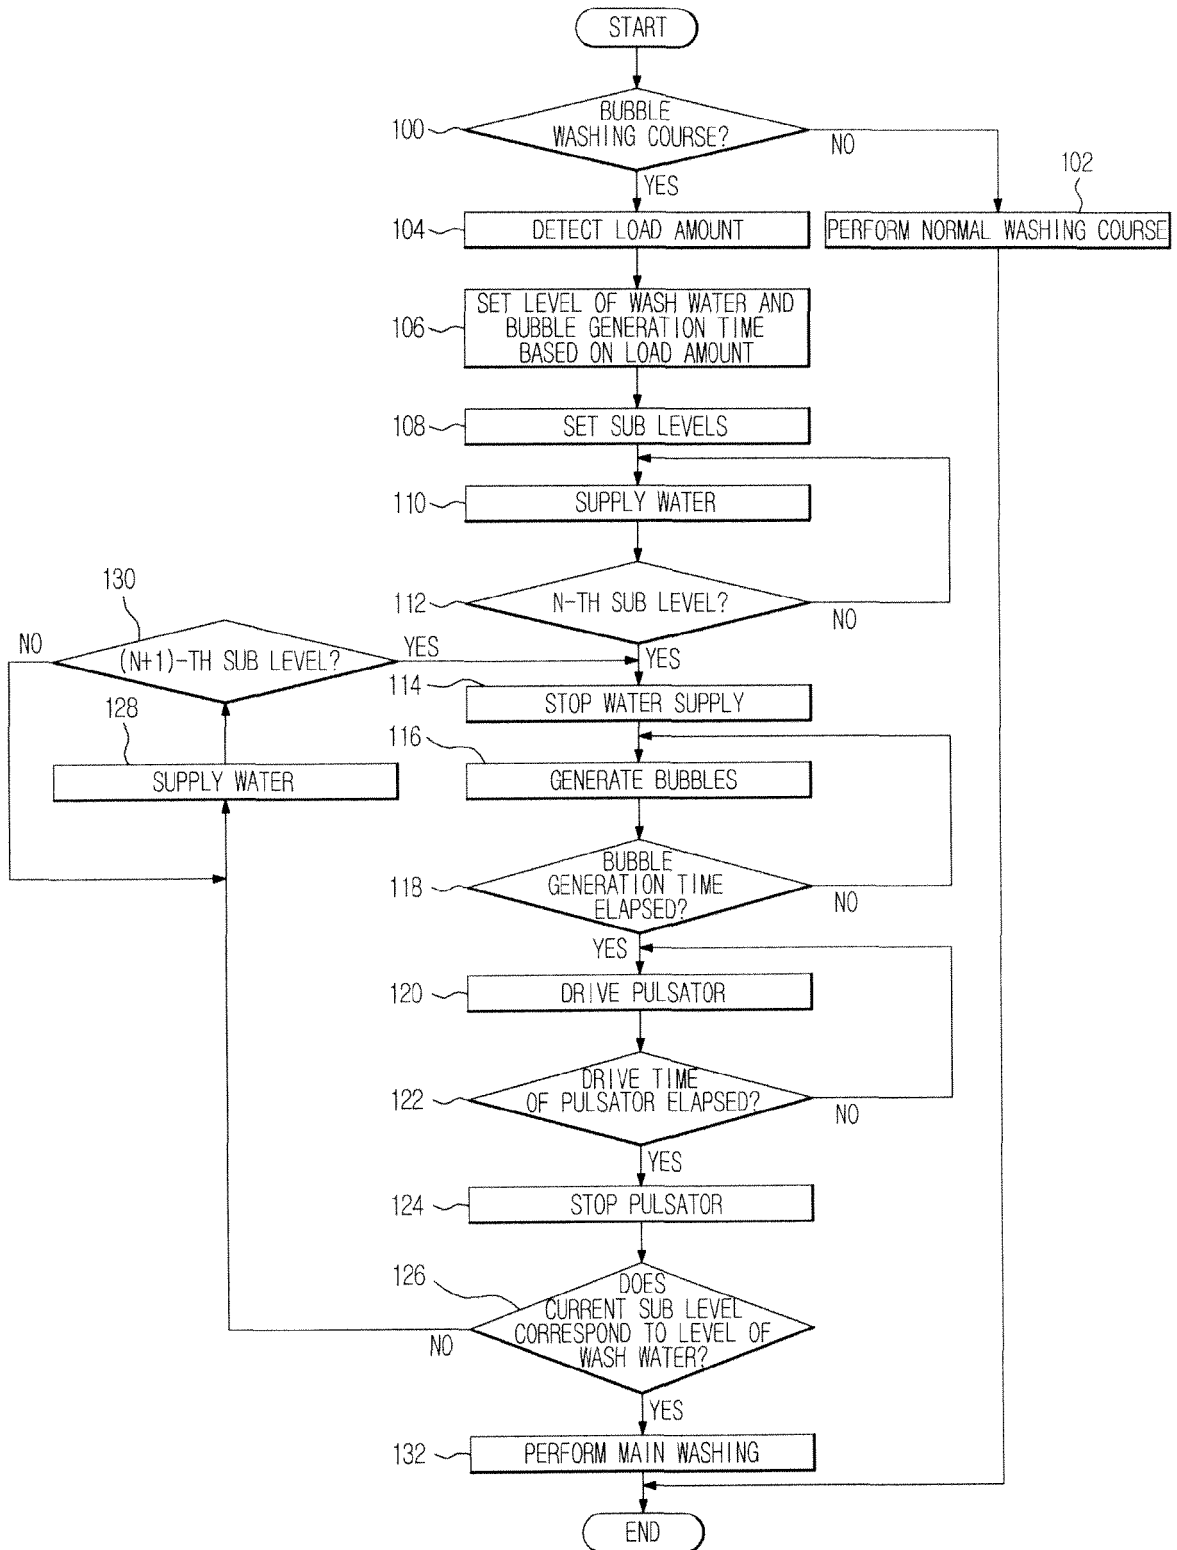 START
BUBBLE
WASHING COURSE?
100
NO
YES
102
104
DETECT LOAD AMOUNT
PERFORM NORMAL WASHING COURSE
106
SET LEVEL OF WASH WATER AND
BUBBLE GENERATION TIME
BASED ON LOAD AMOUNT
108
SET SUB LEVELS
110
SUPPLY WATER
112
N-TH SUB LEVEL?
NO
YES
130
NO
(N+1)-TH SUB LEVEL?
YES
114
STOP WATER SUPPLY
128
SUPPLY WATER
116
GENERATE BUBBLES
118
BUBBLE
GENERATION TIME
ELAPSED?
NO
YES
120
DRIVE PULSATOR
122
DRIVE TIME
OF PULSATOR ELAPSED?
NO
YES
124
STOP PULSATOR
126
DOES
CURRENT SUB LEVEL
CORRESPOND TO LEVEL OF
WASH WATER?
NO
YES
132
PERFORM MAIN WASHING
END